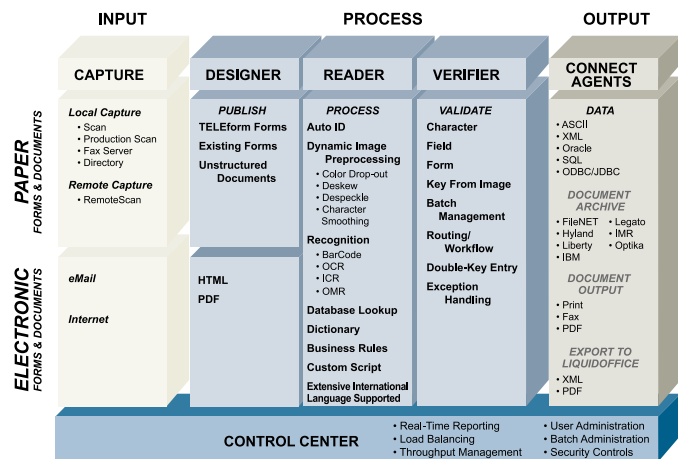 INPUT
PROCESS
OUTPUT
CAPTURE
DESIGNER
READER
VERIFIER
CONNECT
AGENTS
PAPER
FORMS & DOCUMENTS
ELECTRONIC
FORMS & DOCUMENTS
Local Capture
• Scan
• Production Scan
• Fax Server
• Directory
Remote Capture
• RemoteScan
eMail
Internet
PUBLISH
TELEform Forms
Existing Forms
Unstructured
Documents
HTML
PDF
PROCESS
Auto ID
Dynamic Image
Preprocessing
• Color Drop-out
• Deskew
• Despeckle
• Character
Smoothing
Recognition
• BarCode
• OCR
• ICR
• OMR
Database Lookup
Dictionary
Business Rules
Custom Script
Extensive International
Language Supported
VALIDATE
Character
Field
Form
Key From Image
Batch
Management
Routing/
Workflow
Double-Key Entry
Exception
Handling
DATA
• ASCII
• XML
• Oracle
• SQL
• ODBC/JDBC
DOCUMENT
ARCHIVE
• FileNET • Legato
• Hyland • IMR
• Liberty • Optika
• IBM
DOCUMENT
OUTPUT
• Print
• Fax
• PDF
EXPORT TO
LIQUIDOFFICE
• XML
• PDF
CONTROL CENTER
• Real-Time Reporting
• Load Balancing
• Throughput Management
• User Administration
• Batch Administration
• Security Controls